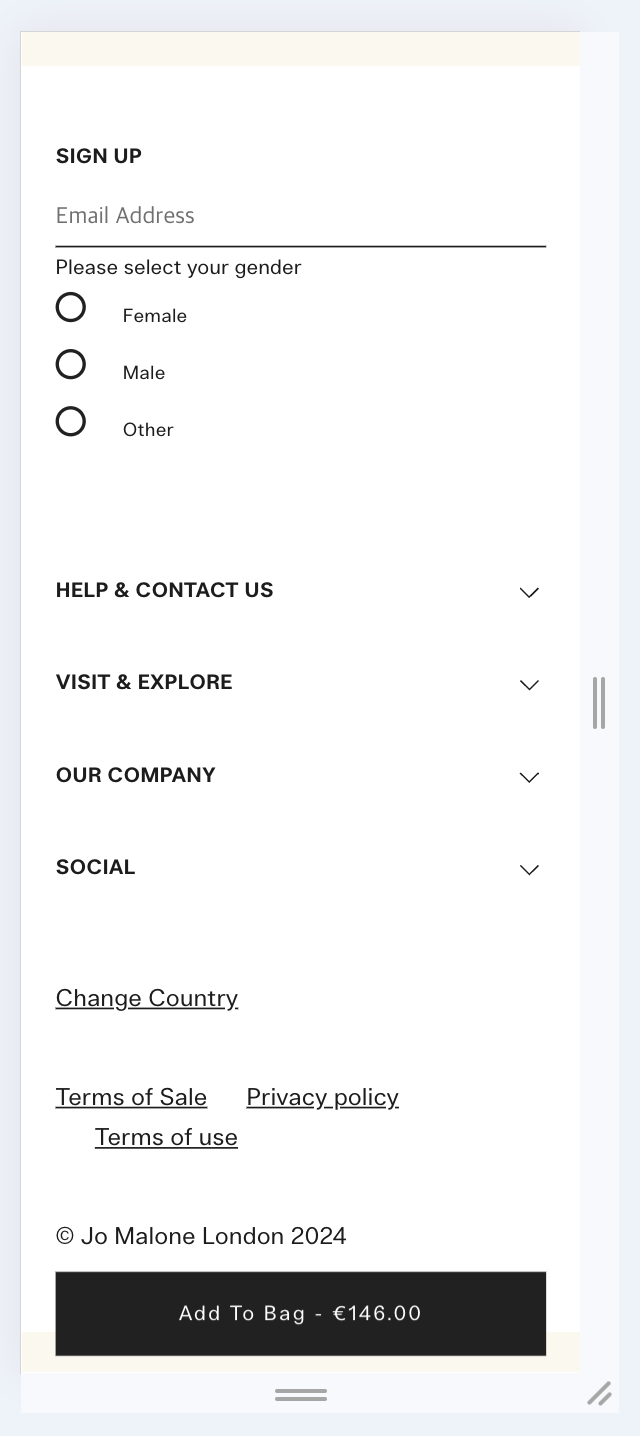 SIGN UP
Email Address
Please select your gender
Female
Male
Other
HELP & CONTACT US
VISIT & EXPLORE
OUR COMPANY
SOCIAL
Change Country
Terms of Sale Privacy policy
Terms of use
© Jo Malone London 2024
Add To Bag - €146.00